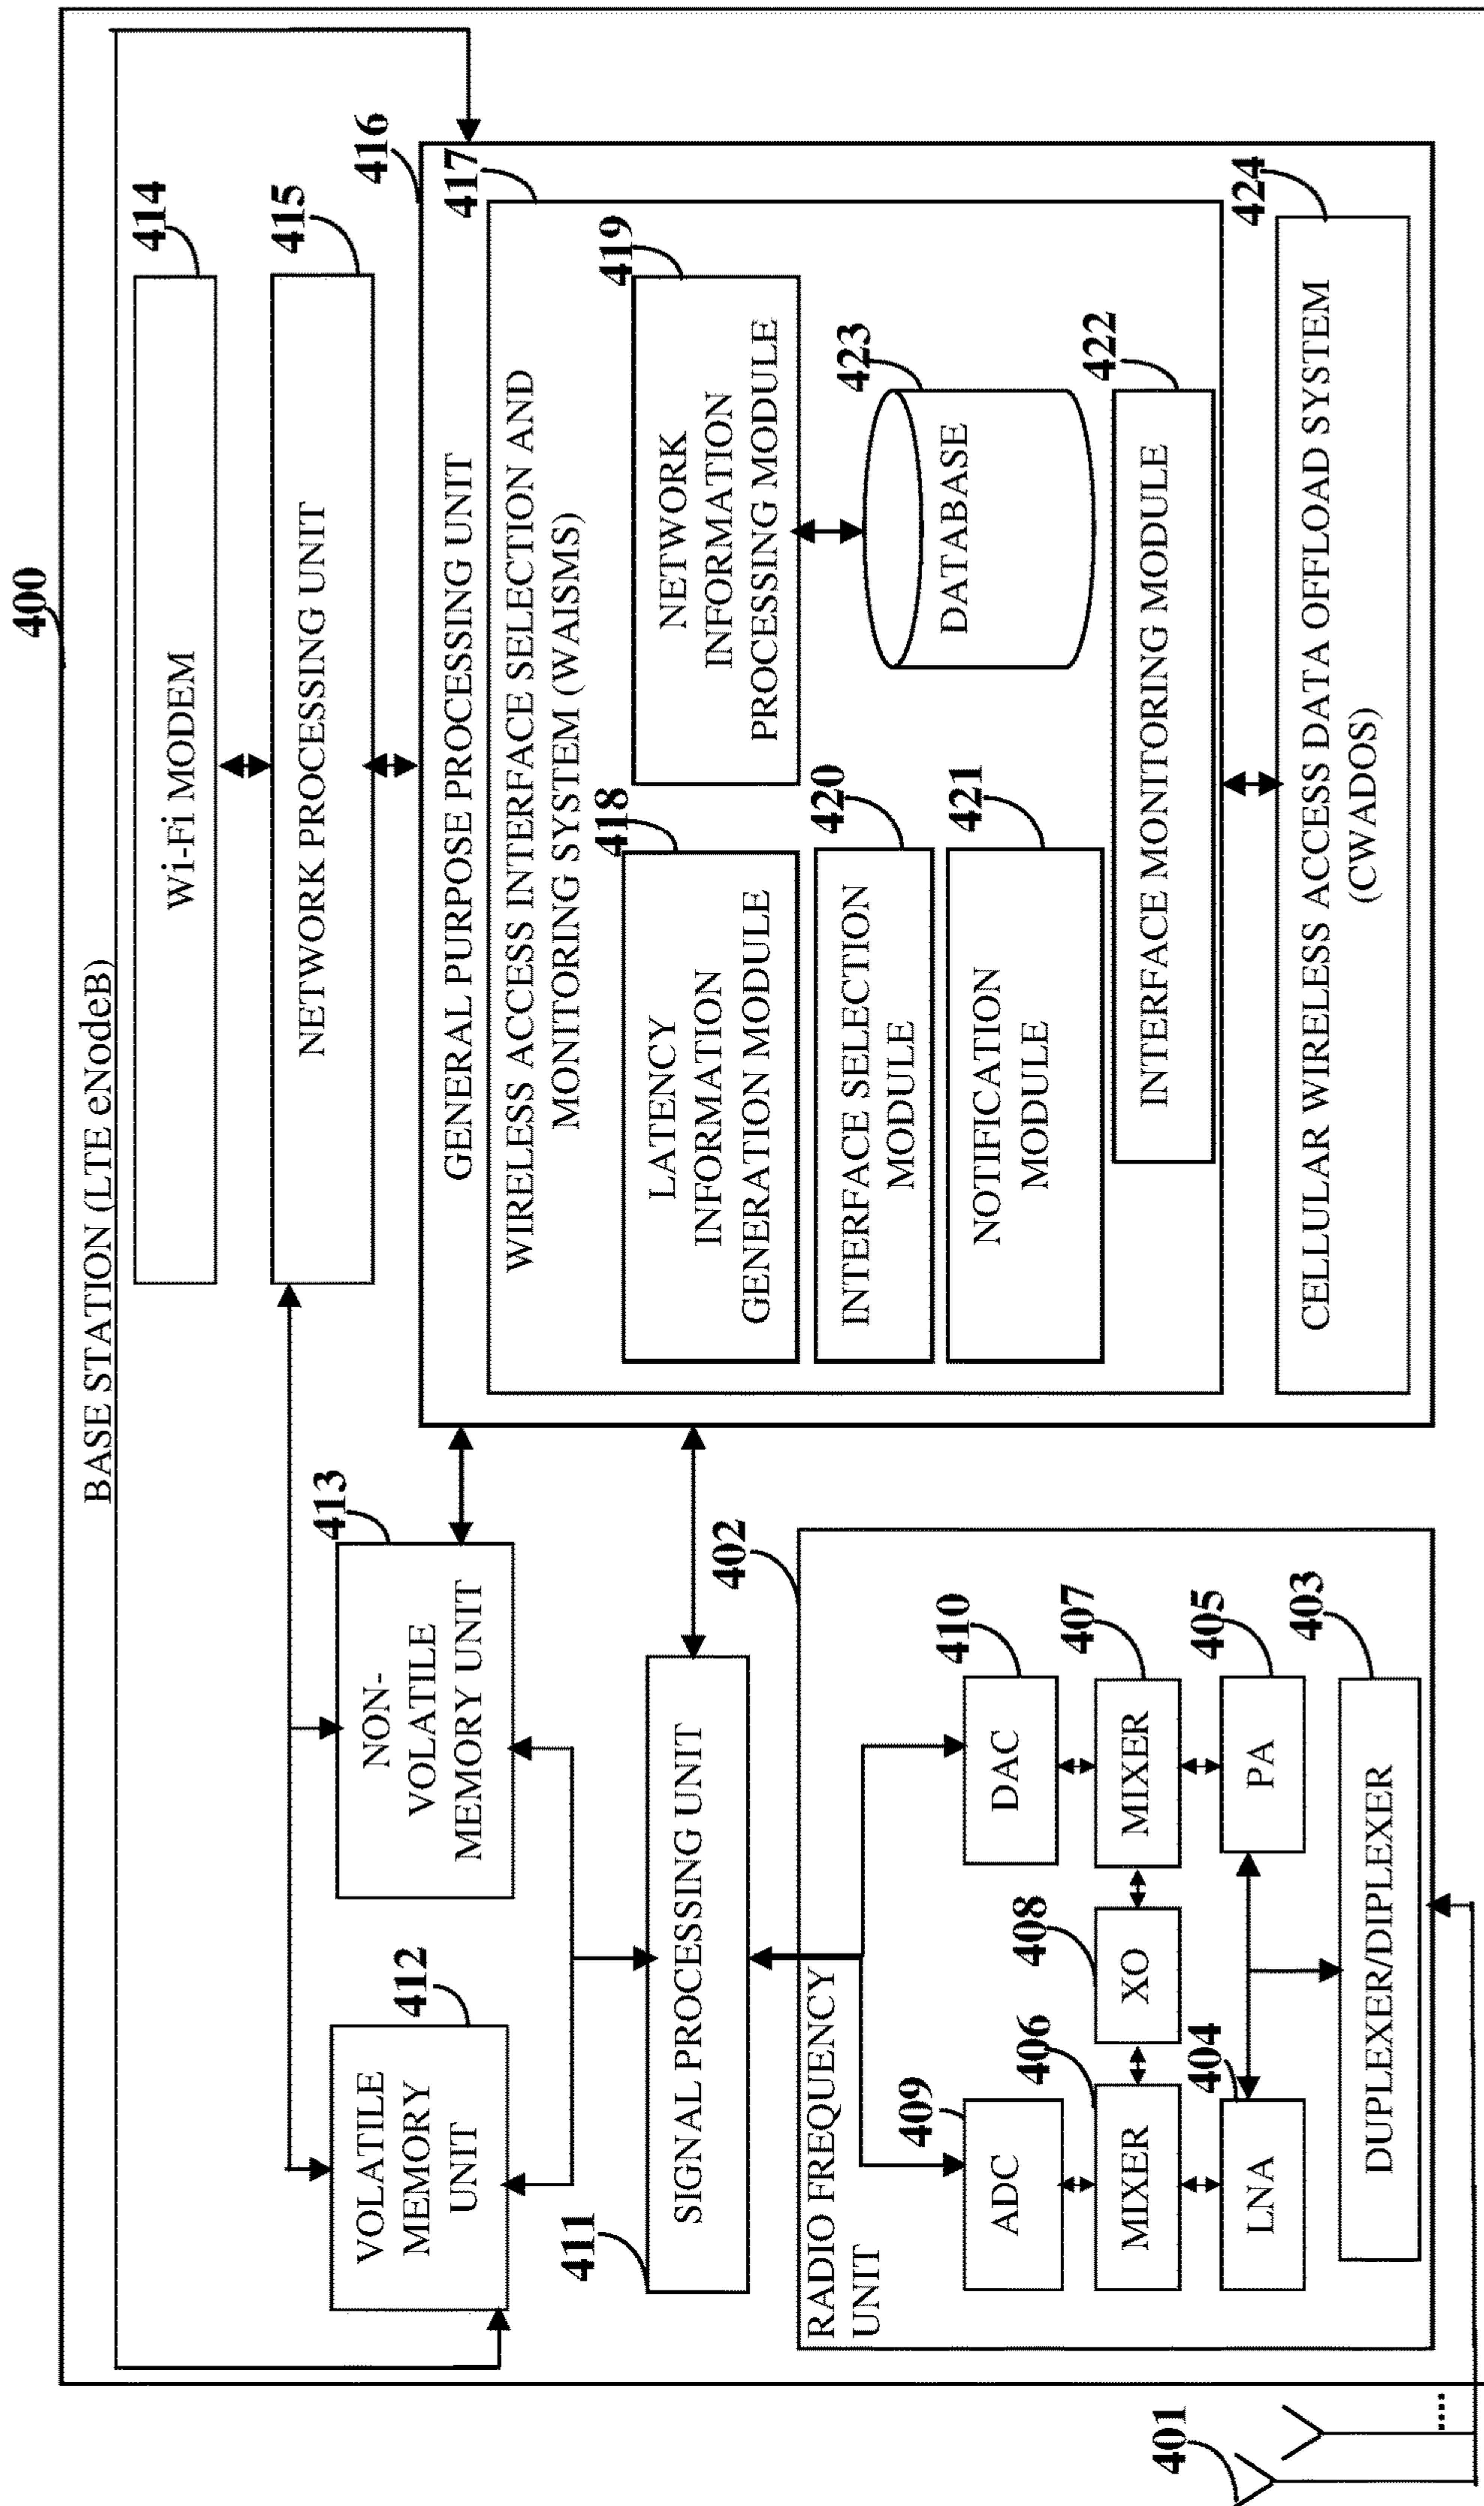 400
BASE STATION (LTE eNodeB)
Wi-Fi MODEM
414
NETWORK PROCESSING UNIT
415
VOLATILE
MEMORY
UNIT
412
NON-
VOLATILE
MEMORY UNIT
413
416
GENERAL PURPOSE PROCESSING UNIT
417
WIRELESS ACCESS INTERFACE SELECTION AND
MONITORING SYSTEM (WAISMS)
418
LATENCY
INFORMATION
GENERATION MODULE
419
NETWORK
INFORMATION
PROCESSING MODULE
420
INTERFACE SELECTION
MODULE
421
NOTIFICATION
MODULE
423
DATABASE
422
INTERFACE MONITORING MODULE
424
CELLULAR WIRELESS ACCESS DATA OFFLOAD SYSTEM
(CWADOS)
411
SIGNAL PROCESSING UNIT
402
RADIO FREQUENCY
UNIT
409
ADC
410
DAC
406
MIXER
408
XO
407
MIXER
404
LNA
405
PA
403
DUPLEXER/DIPLEXER
401
....